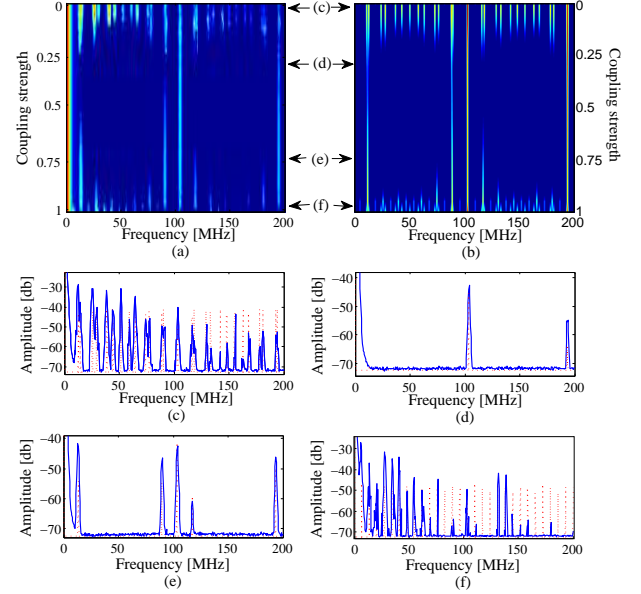 0 (c) 0
0.25 (d) 0.25
0.5 0.5
0.75 (e) 0.75
1 (f) 1
Coupling strength
Coupling strength
0 50 100 150 200
Frequency [MHz]
(a)
0 50 100 150 200
Frequency [MHz]
(b)
Amplitude [db]
−30
−40
−50
−60
−70
0 50 100 150 200
Frequency [MHz]
(c)
Amplitude [db]
−40
−50
−60
−70
0 50 100 150 200
Frequency [MHz]
(d)
Amplitude [db]
−40
−50
−60
−70
0 50 100 150 200
Frequency [MHz]
(e)
Amplitude [db]
−30
−40
−50
−60
−70
0 50 100 150 200
Frequency [MHz]
(f)